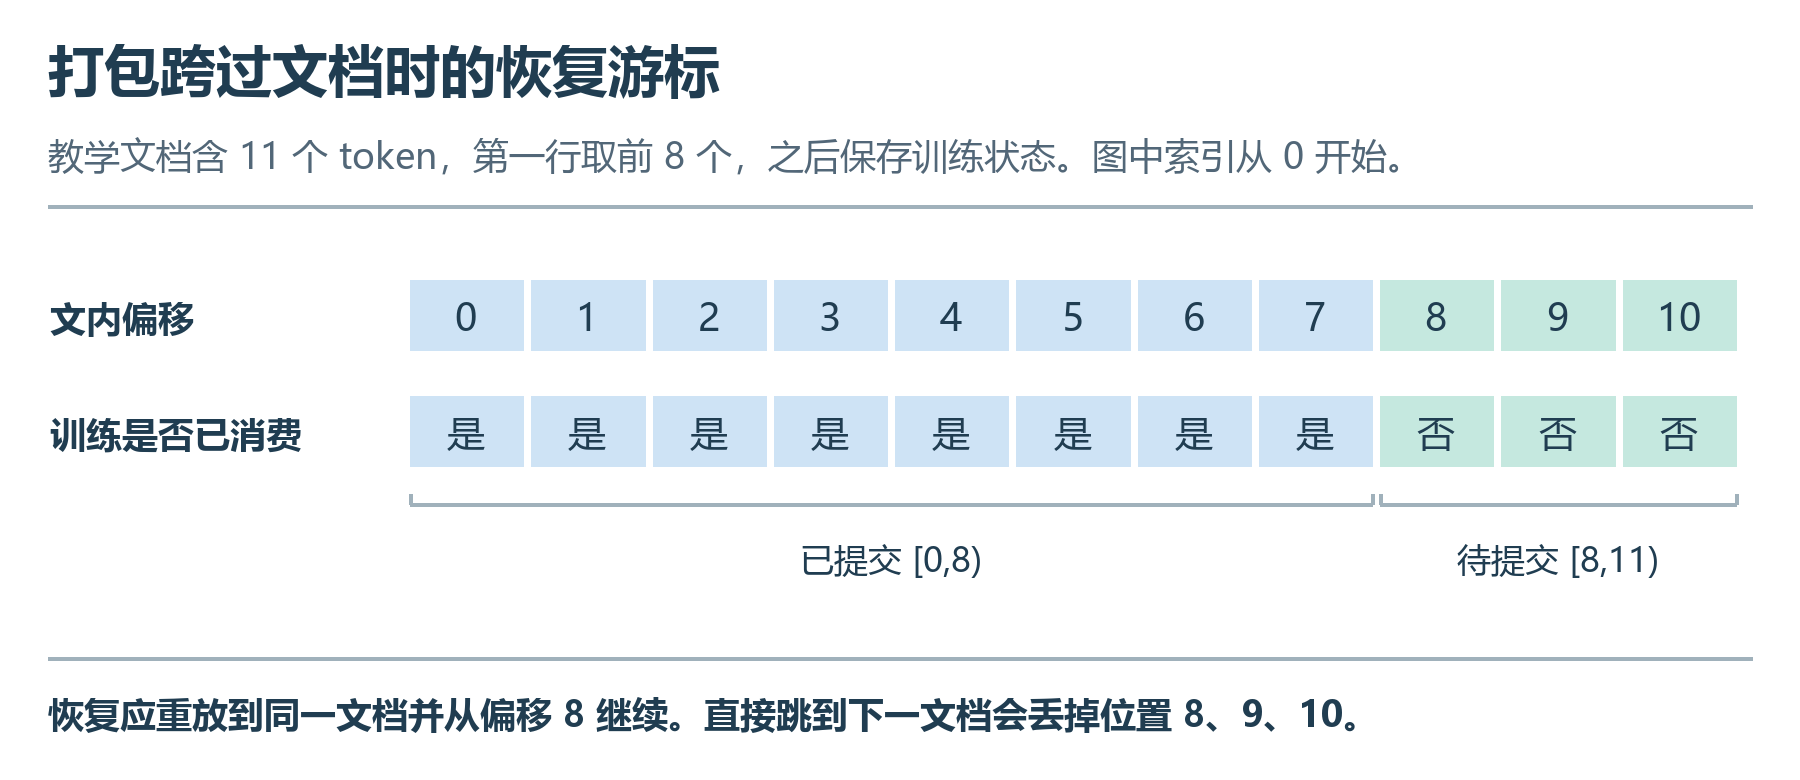 打包跨过文档时的恢复游标
教学文档含 11 个 token，第一行取前 8 个，之后保存训练状态。图中索引从 0 开始。
文内偏移 0 1 2 3 4 5 6 7 8 9 10
训练是否已消费 是 是 是 是 是 是 是 是 否 否 否
已提交 [0,8) 待提交 [8,11)
恢复应重放到同一文档并从偏移 8 继续。直接跳到下一文档会丢掉位置 8、9、10。